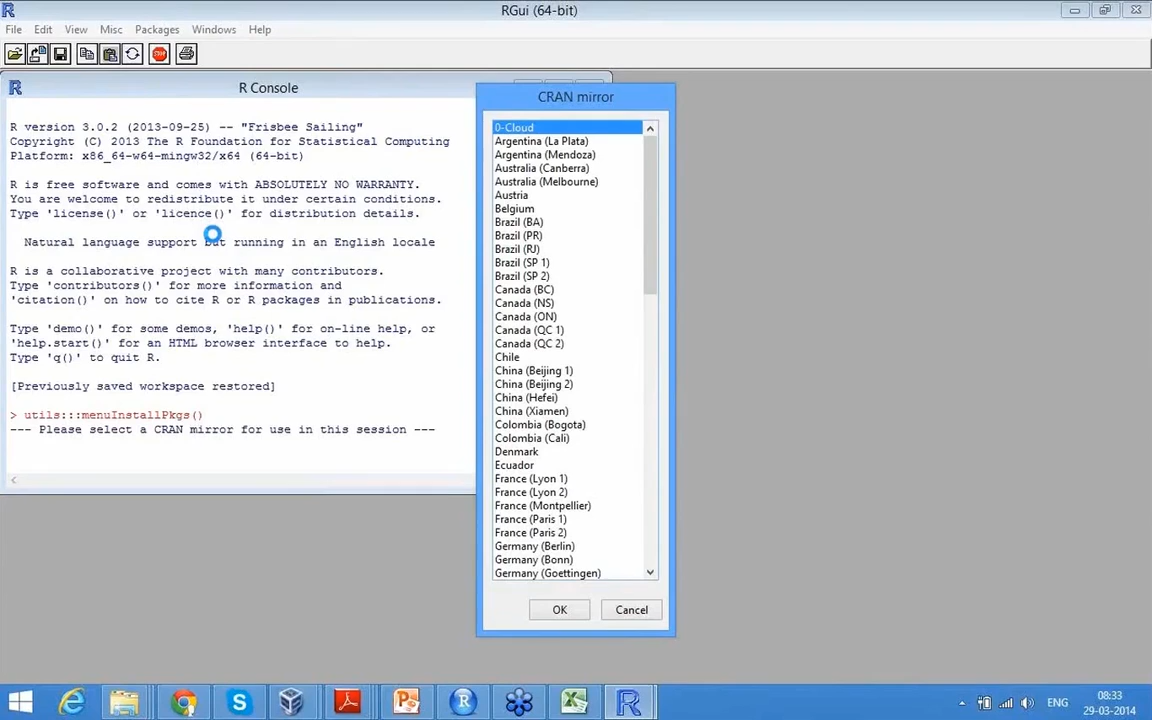 RGui (64-bit)
File Edit View Misc Packages Windows Help
STOP
R Console
R version 3.0.2 (2013-09-25) -- "Frisbee Sailing"
Copyright (C) 2013 The R Foundation for Statistical Computing
Platform: x86_64-w64-mingw32/x64 (64-bit)
R is free software and comes with ABSOLUTELY NO WARRANTY.
You are welcome to redistribute it under certain conditions.
Type 'license()' or 'licence()' for distribution details.
Natural language support but running in an English locale
R is a collaborative project with many contributors.
Type 'contributors()' for more information and
'citation()' on how to cite R or R packages in publications.
Type 'demo()' for some demos, 'help()' for on-line help, or
'help.start()' for an HTML browser interface to help.
Type 'q()' to quit R.
[Previously saved workspace restored]
> utils:::menuInstallPkgs()
--- Please select a CRAN mirror for use in this session ---
CRAN mirror
0-Cloud
Argentina (La Plata)
Argentina (Mendoza)
Australia (Canberra)
Australia (Melbourne)
Austria
Belgium
Brazil (BA)
Brazil (PR)
Brazil (RJ)
Brazil (SP 1)
Brazil (SP 2)
Canada (BC)
Canada (NS)
Canada (ON)
Canada (QC 1)
Canada (QC 2)
Chile
China (Beijing 1)
China (Beijing 2)
China (Hefei)
China (Xiamen)
Colombia (Bogota)
Colombia (Cali)
Denmark
Ecuador
France (Lyon 1)
France (Lyon 2)
France (Montpellier)
France (Paris 1)
France (Paris 2)
Germany (Berlin)
Germany (Bonn)
Germany (Goettingen)
OK Cancel
ENG
08:33
29-03-2014